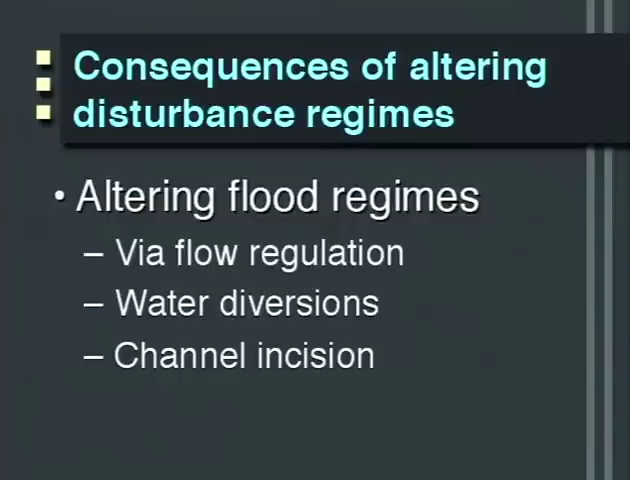 Consequences of altering
disturbance regimes
• Altering flood regimes
– Via flow regulation
– Water diversions
– Channel incision